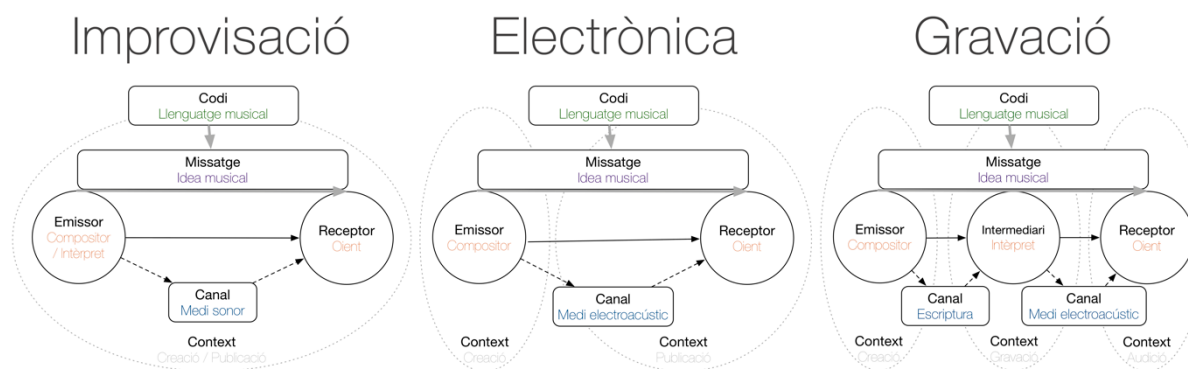 Improvisació
Codi
Llenguatge musical
Missatge
Idea musical
Emissor
Compositor
/ Intèrpret
Receptor
Oient
Canal
Medi sonor
Context
Creació / Publicació
Electrònica
Codi
Llenguatge musical
Missatge
Idea musical
Emissor
Compositor
Receptor
Oient
Canal
Medi electroacústic
Context
Creació
Context
Publicació
Gravació
Codi
Llenguatge musical
Missatge
Idea musical
Emissor
Compositor
Intermediari
Intèrpret
Receptor
Oient
Canal
Escriptura
Canal
Medi electroacústic
Context
Creació
Context
Gravació
Context
Audició